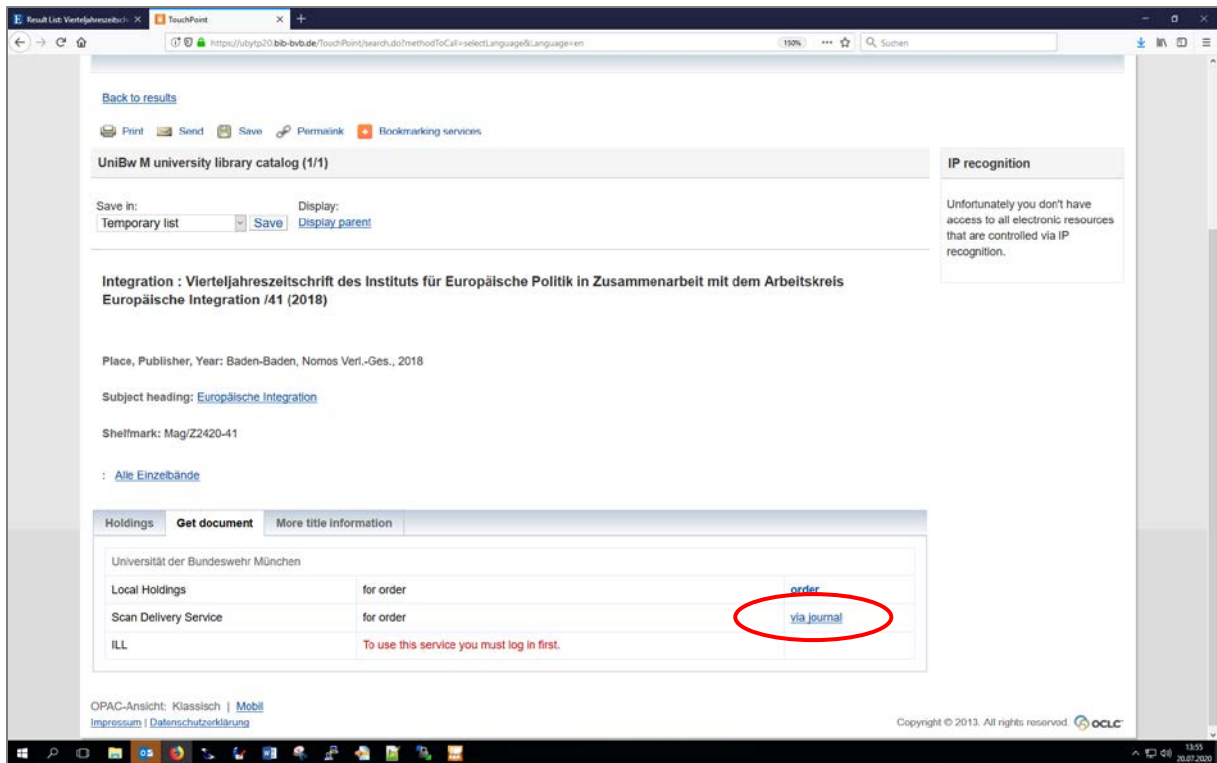 Result List: Vierteljahreszeitsch
TouchPoint
https://ubytp20.bib-bvb.de/TouchPoint/search.do?methodToCall=selectLanguage&Language=en
150%
Suchen
Back to results
Print Send Save Permalink Bookmarking services
UniBw M university library catalog (1/1)
IP recognition
Save in:
Display:
Temporary list Save Display parent
Unfortunately you don't have
access to all electronic resources
that are controlled via IP
recognition.
Integration : Vierteljahreszeitschrift des Instituts für Europäische Politik in Zusammenarbeit mit dem Arbeitskreis
Europäische Integration /41 (2018)
Place, Publisher, Year: Baden-Baden, Nomos Verl.-Ges., 2018
Subject heading: Europäische Integration
Shelfmark: Mag/Z2420-41
: Alle Einzelbände
Holdings Get document More title information
Universität der Bundeswehr München
Local Holdings for order order
Scan Delivery Service for order via journal
ILL To use this service you must log in first.
OPAC-Ansicht: Klassisch | Mobil
Impressum | Datenschutzerklärung
Copyright © 2013. All rights reserved. OCLC
13:55
20.07.2020